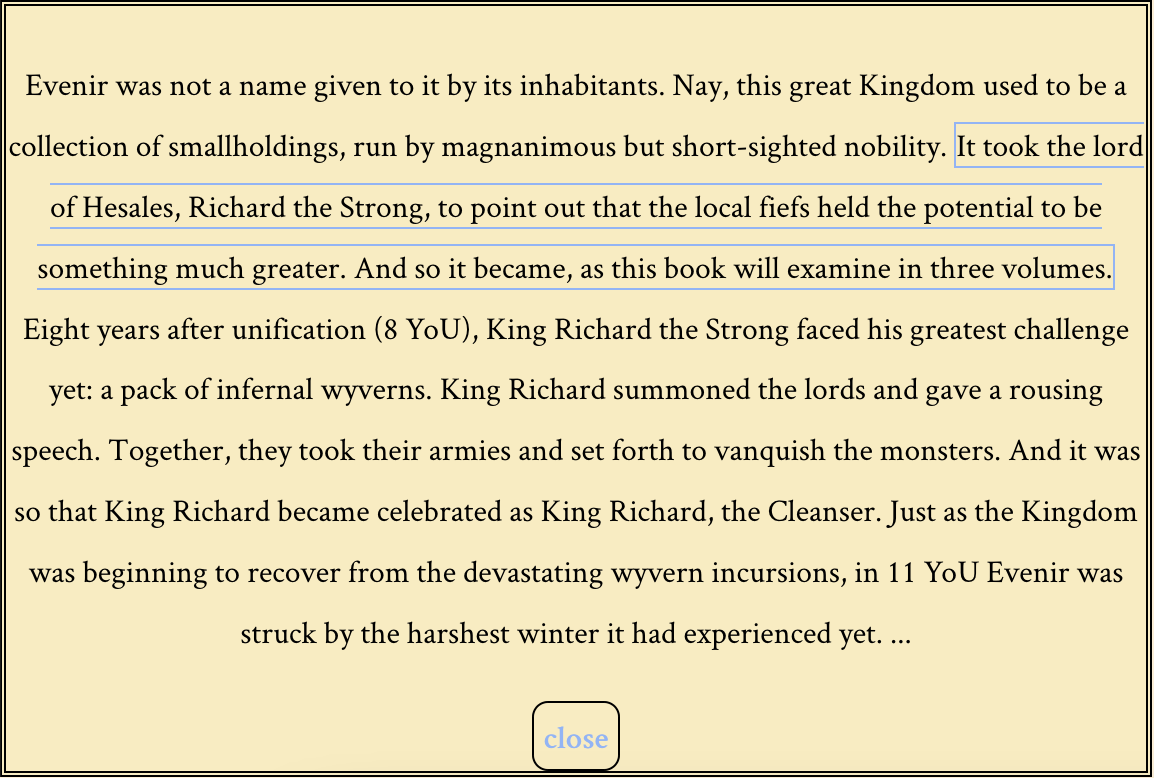 Evenir was not a name given to it by its inhabitants. Nay, this great Kingdom used to be a
collection of smallholdings, run by magnanimous but short-sighted nobility. It took the lord
of Hesales, Richard the Strong, to point out that the local fiefs held the potential to be
something much greater. And so it became, as this book will examine in three volumes.
Eight years after unification (8 YoU), King Richard the Strong faced his greatest challenge
yet: a pack of infernal wyverns. King Richard summoned the lords and gave a rousing
speech. Together, they took their armies and set forth to vanquish the monsters. And it was
so that King Richard became celebrated as King Richard, the Cleanser. Just as the Kingdom
was beginning to recover from the devastating wyvern incursions, in 11 YoU Evenir was
struck by the harshest winter it had experienced yet. ...
close